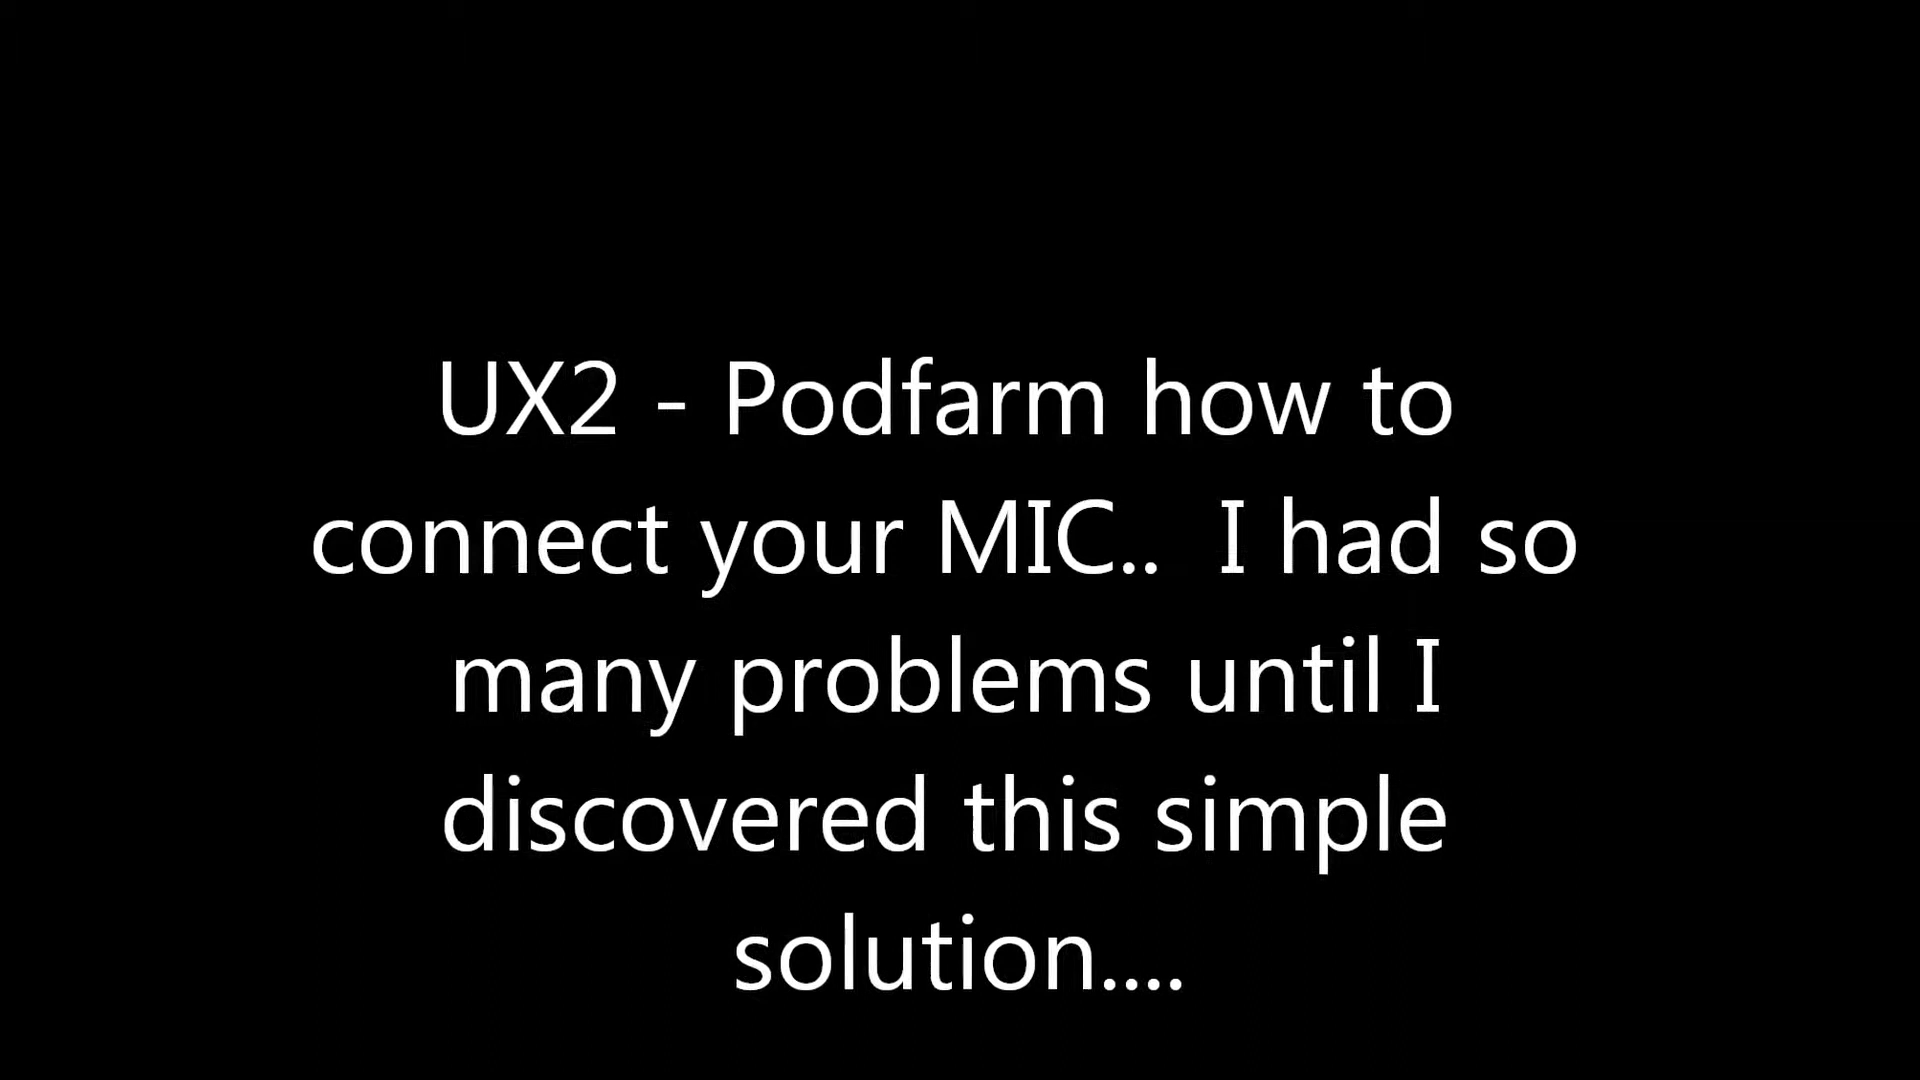 UX2 - Podfarm how to
connect your MIC..  I had so
many problems until I
discovered this simple
solution....